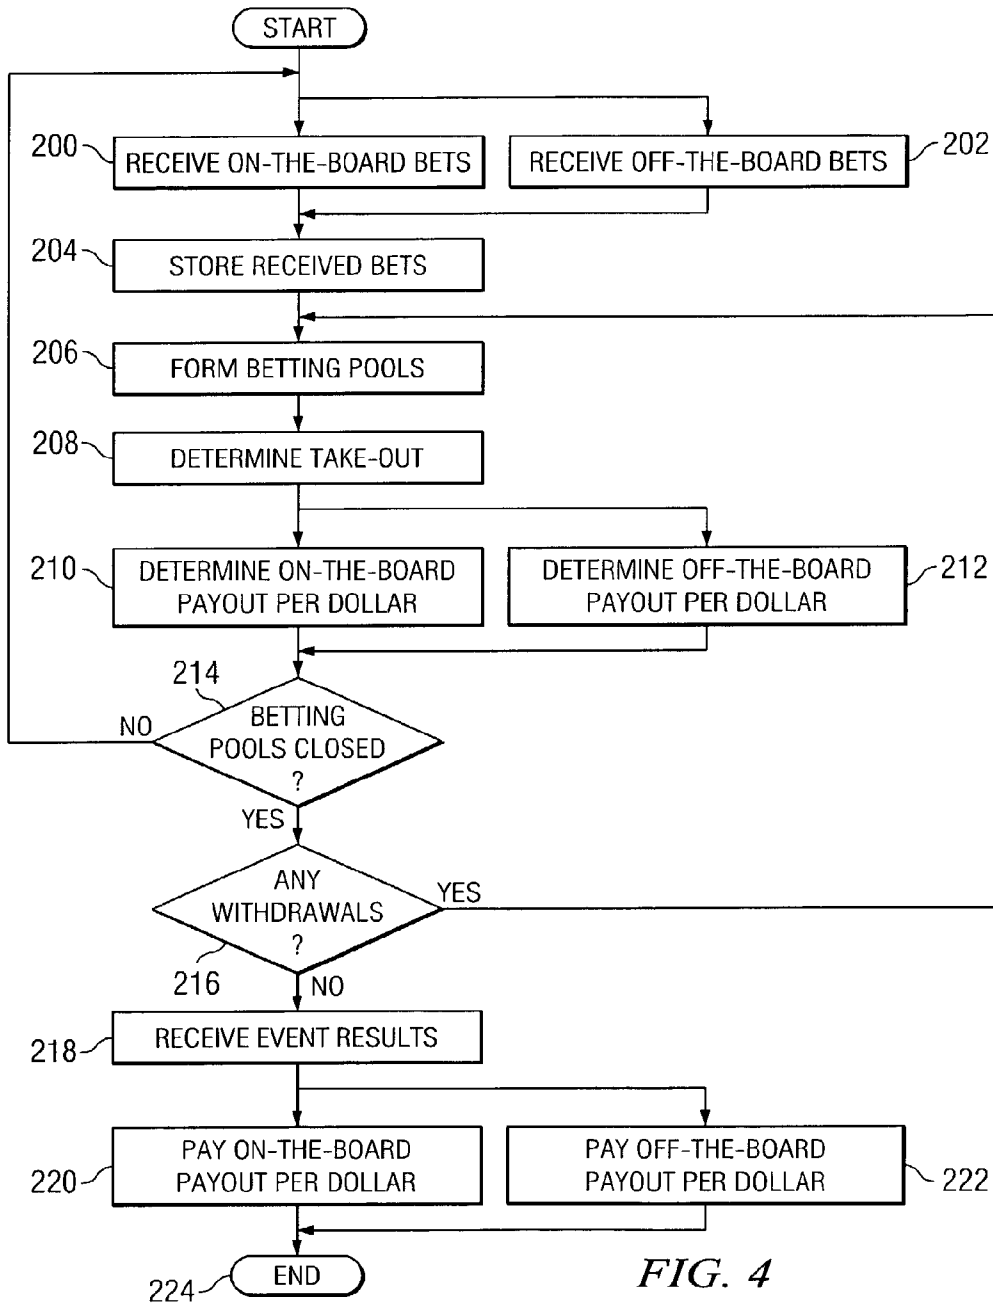 START
200
RECEIVE ON-THE-BOARD BETS
RECEIVE OFF-THE-BOARD BETS
202
204
STORE RECEIVED BETS
206
FORM BETTING POOLS
208
DETERMINE TAKE-OUT
210
DETERMINE ON-THE-BOARD
PAYOUT PER DOLLAR
DETERMINE OFF-THE-BOARD
PAYOUT PER DOLLAR
212
214
NO
BETTING
POOLS CLOSED
?
YES
ANY
WITHDRAWALS
?
YES
216
NO
218
RECEIVE EVENT RESULTS
220
PAY ON-THE-BOARD
PAYOUT PER DOLLAR
PAY OFF-THE-BOARD
PAYOUT PER DOLLAR
222
224
END
FIG. 4